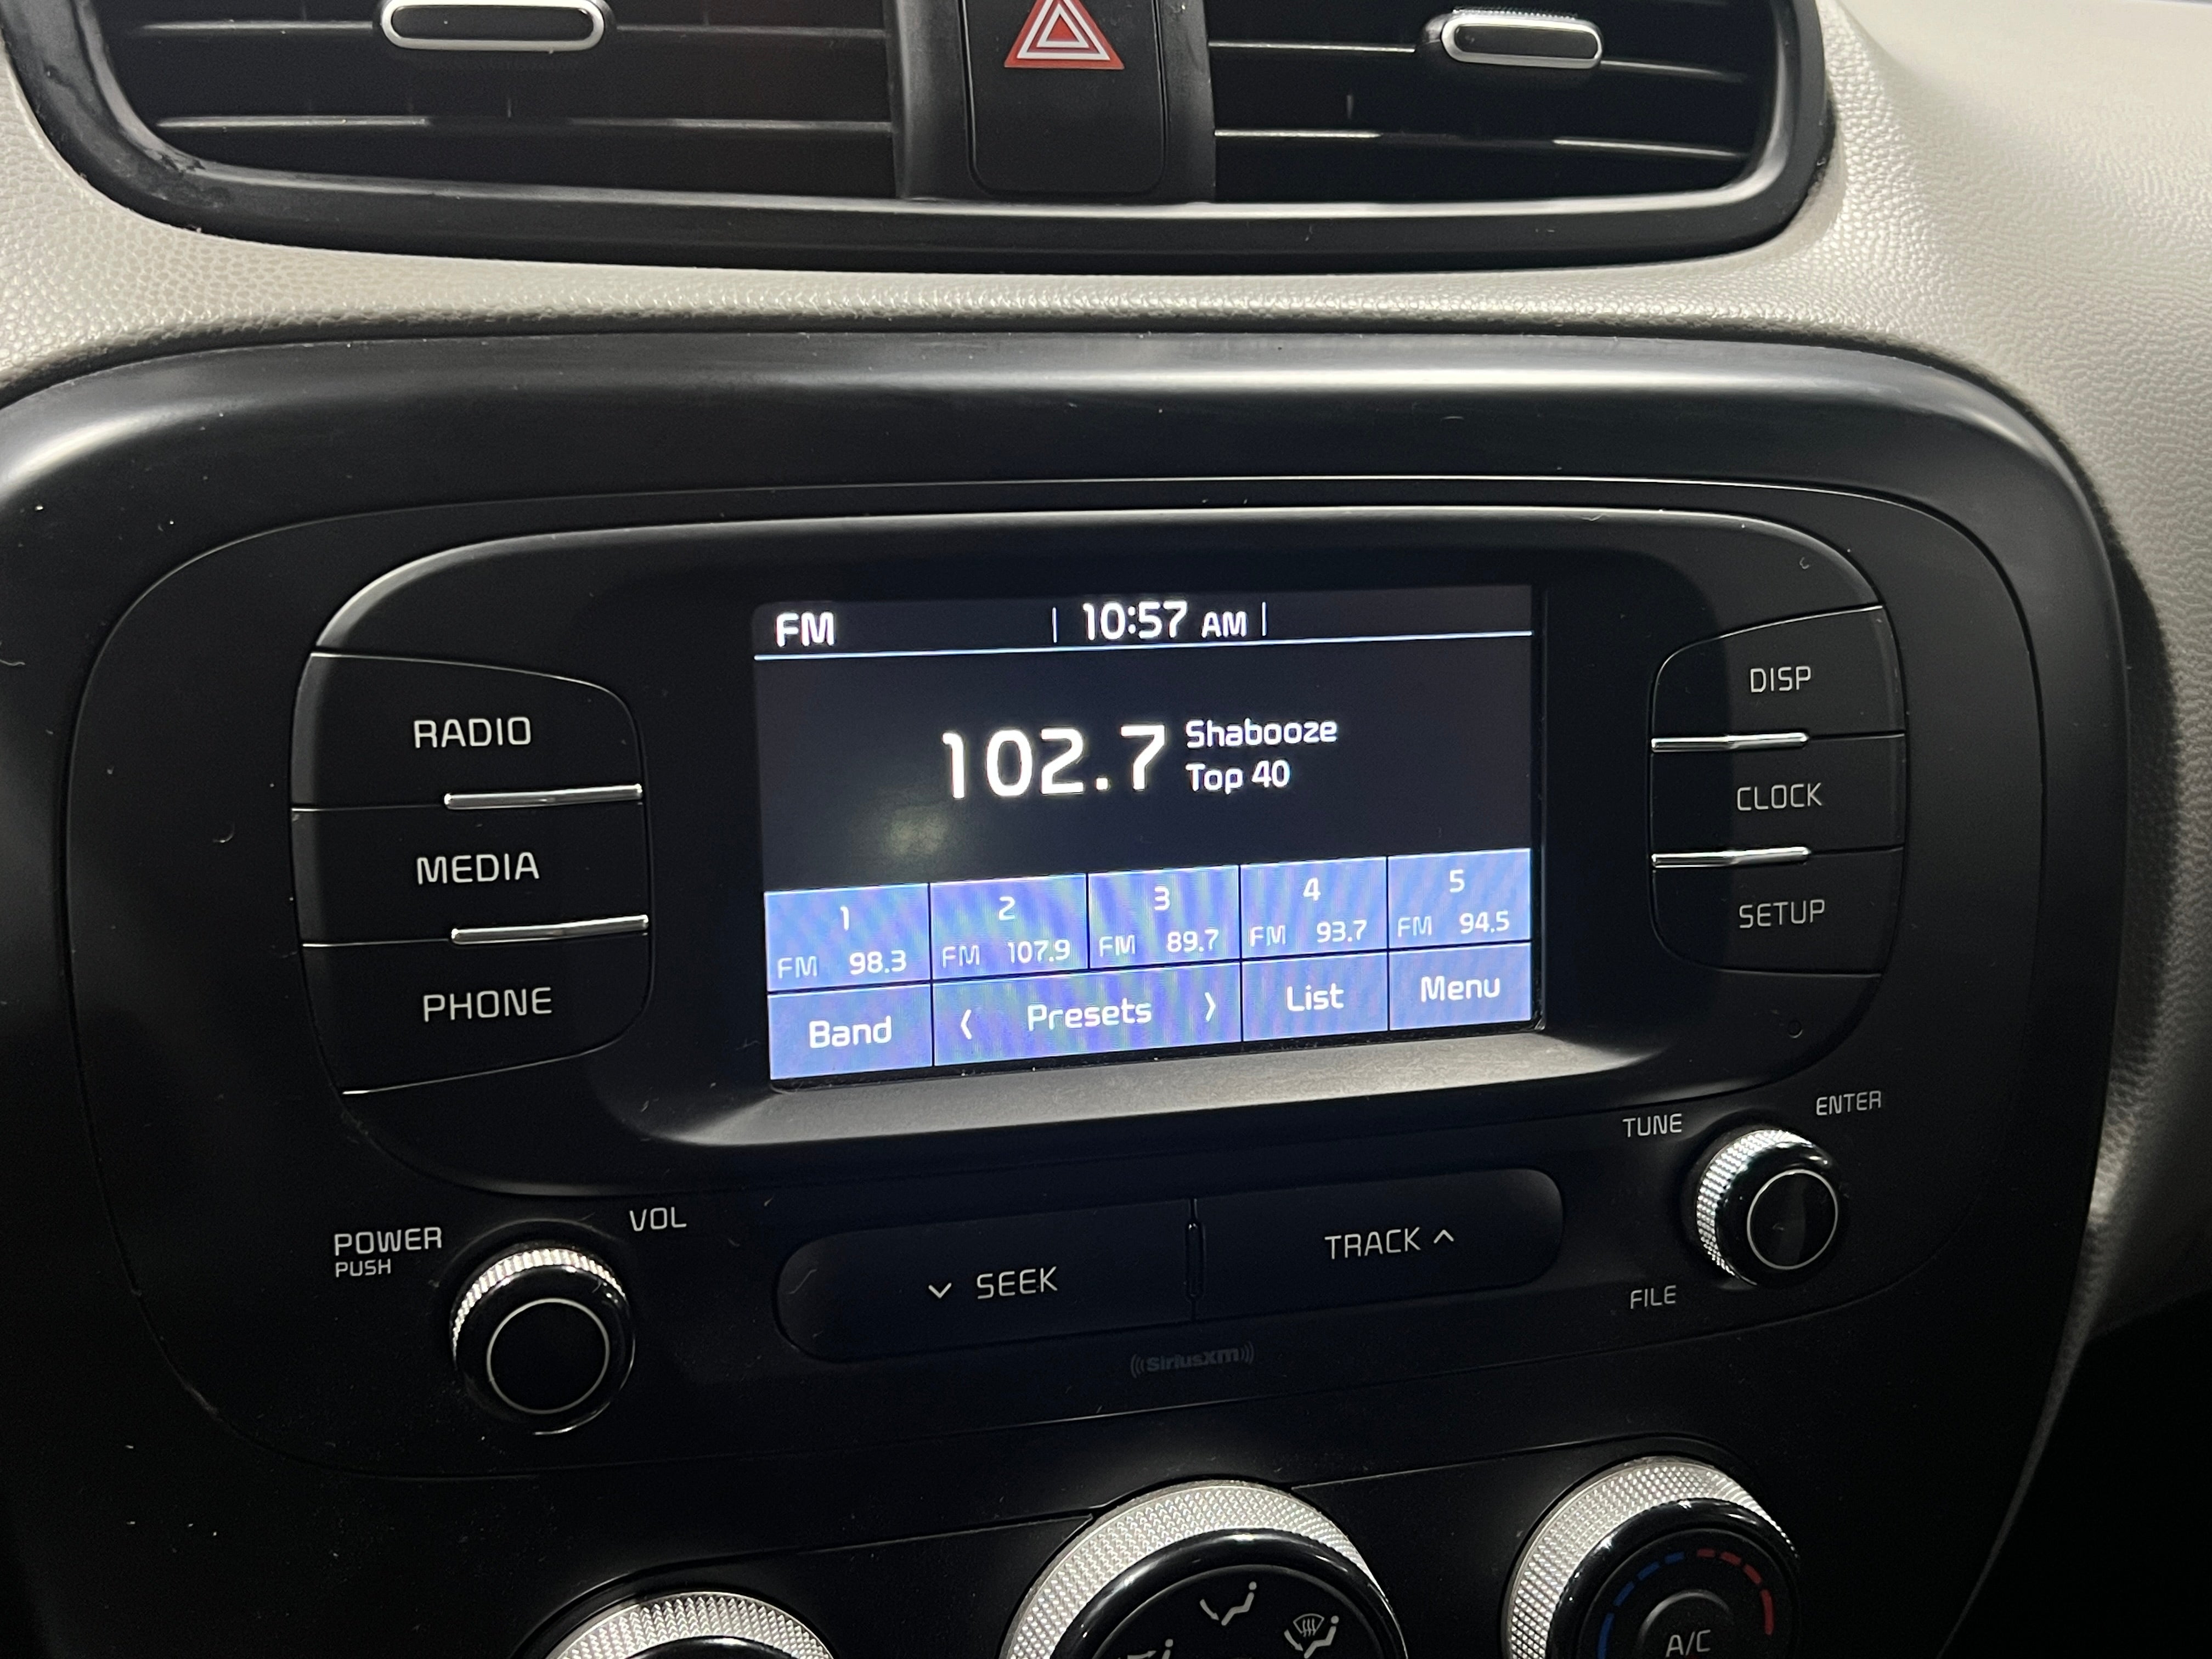 FM | 10:57 AM |
102.7 Shabooze
Top 40
1 2 3 4 5
FM 98.3 FM 107.9 FM 89.7 FM 93.7 FM 94.5
Band ⟨ Presets ⟩ List Menu
RADIO
MEDIA
PHONE
DISP
CLOCK
SETUP
POWER
PUSH
VOL
SEEK
TRACK
TUNE
ENTER
FILE
SiriusXM
A/C